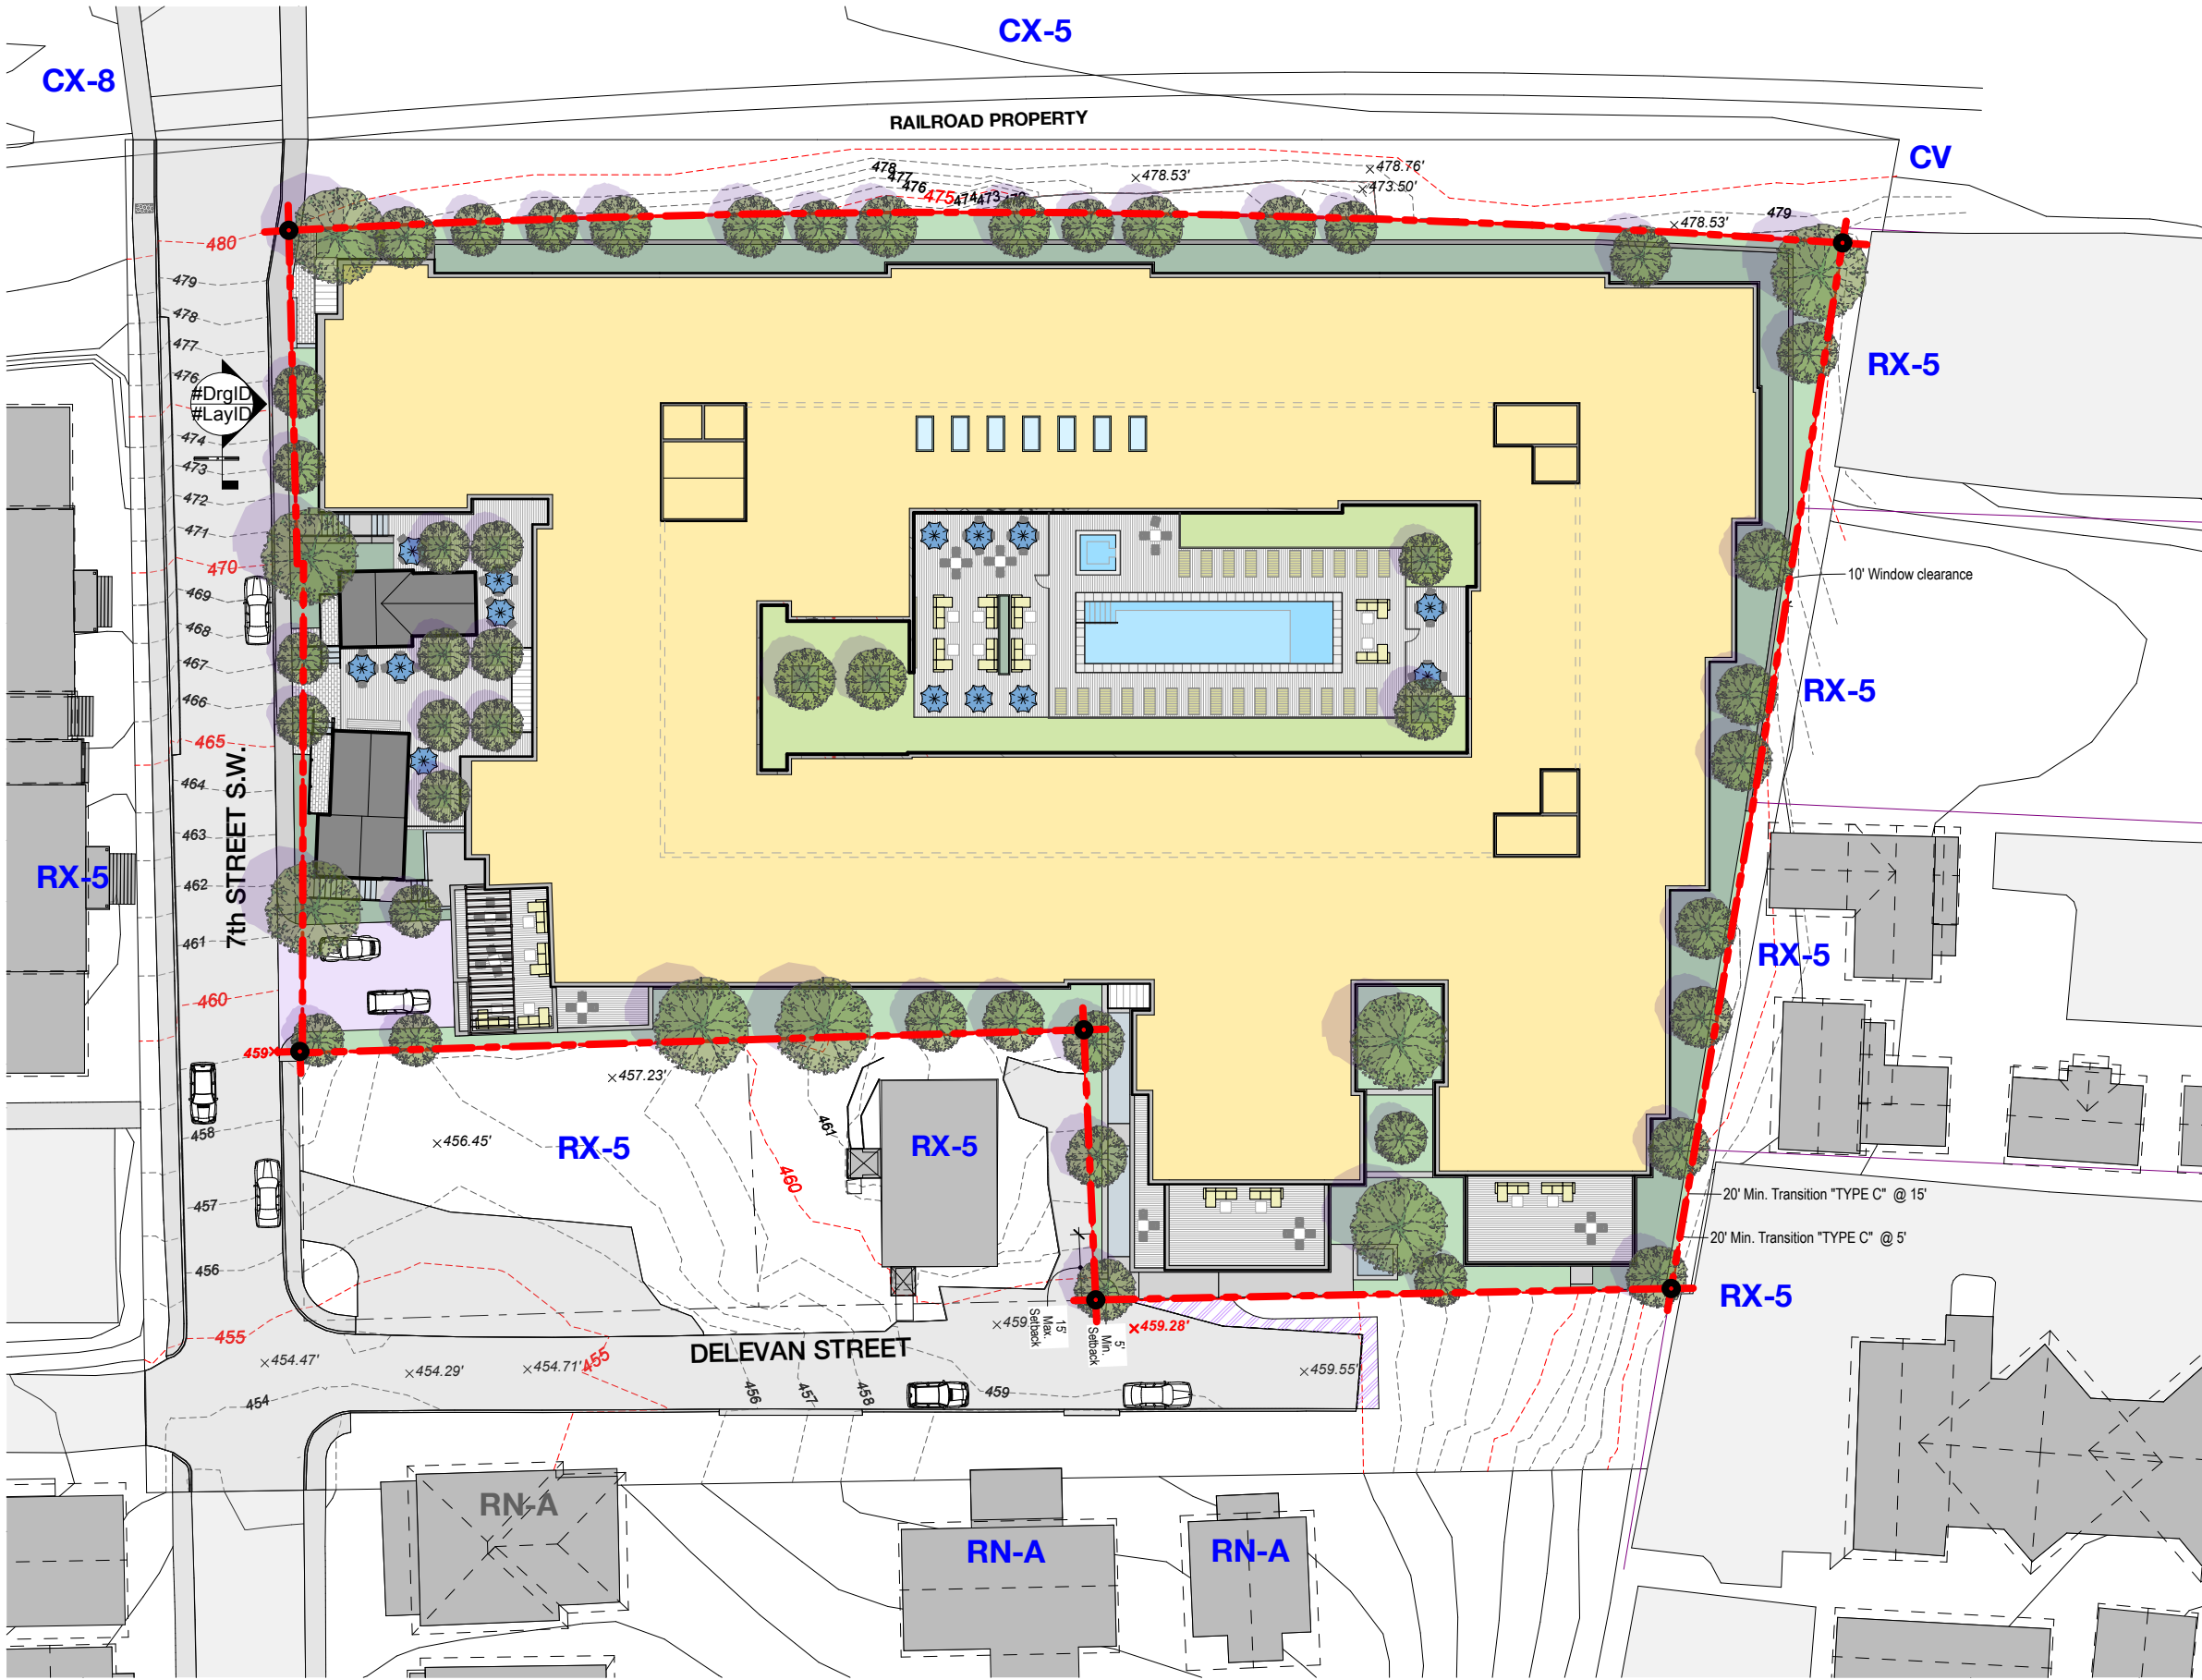 CX-5
CX-8
RAILROAD PROPERTY
CV
478
477
476
475
474
473
478.53'
478.76'
473.50'
478.53'
479
480
479
478
477
476
#DrgID
#LayID
474
473
472
471
470
469
468
467
466
465
464
463
462
461
460
459
7th STREET S.W.
RX-5
RX-5
10' Window clearance
RX-5
RX-5
RX-5
457.23'
456.45'
RX-5
460
461
RX-5
458
457
456
455
20' Min. Transition "TYPE C" @ 15'
20' Min. Transition "TYPE C" @ 5'
RX-5
459
15'
Max.
Setback
5'
Min.
Setback
459.28'
DELEVAN STREET
454.47'
454.29'
454.71'
455
459.55'
454
456
457
458
459
RN-A
RN-A
RN-A